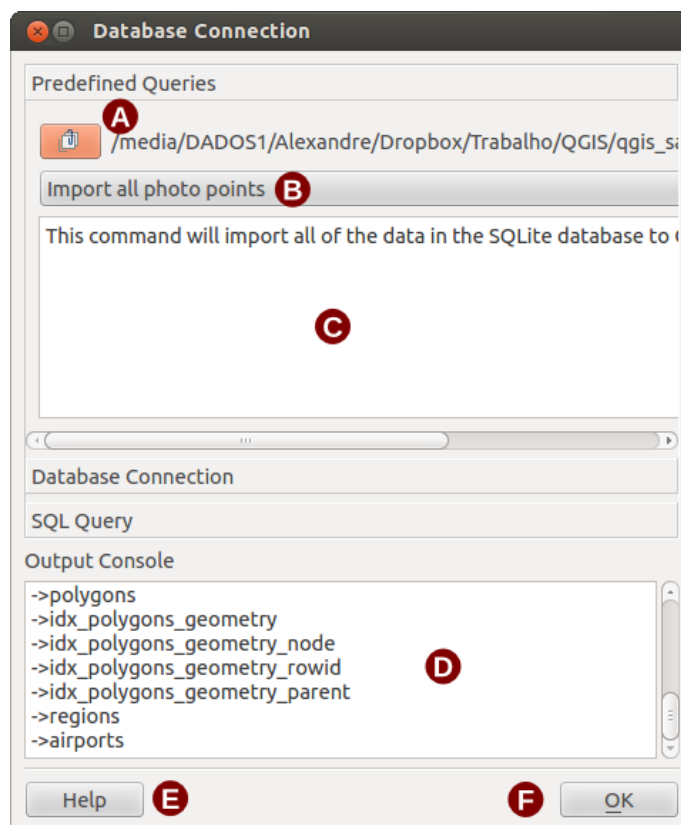 Database Connection
Predefined Queries
A
/media/DADOS1/Alexandre/Dropbox/Trabalho/QGIS/qgis_sa
Import all photo points B
This command will import all of the data in the SQLite database to
C
Database Connection
SQL Query
Output Console
->polygons
->idx_polygons_geometry
->idx_polygons_geometry_node
->idx_polygons_geometry_rowid
->idx_polygons_geometry_parent
->regions
->airports
D
Help E F OK